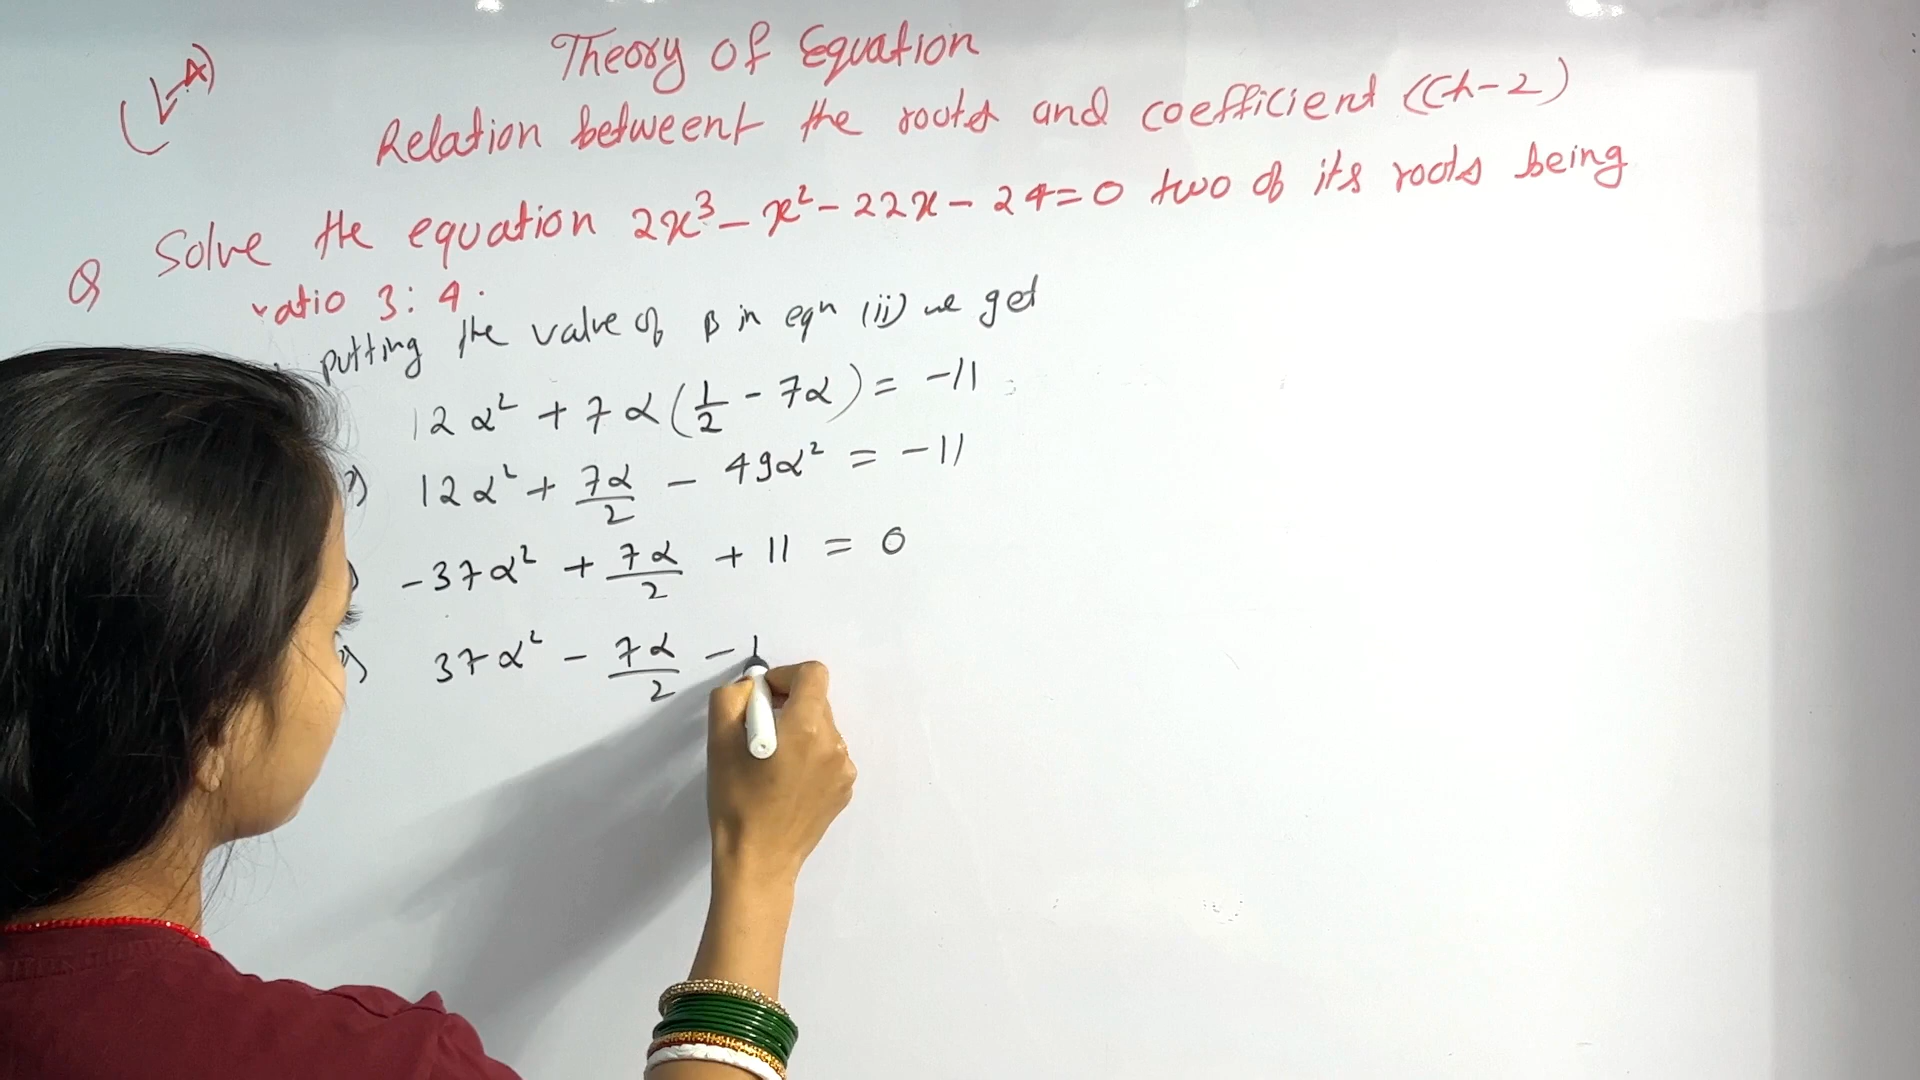 (L-4)
Theory of Equation
Relation betweent the roots and coefficient (Ch-2)
Q Solve the equation 2x³ - x² - 22x - 24 = 0 two of its roots being
ratio 3:4.
putting the value of β in eqn (ii) we get
12α² + 7α(1/2 - 7α) = -11
12α² + 7α/2 - 49α² = -11
-37α² + 7α/2 + 11 = 0
37α² - 7α/2 - 1